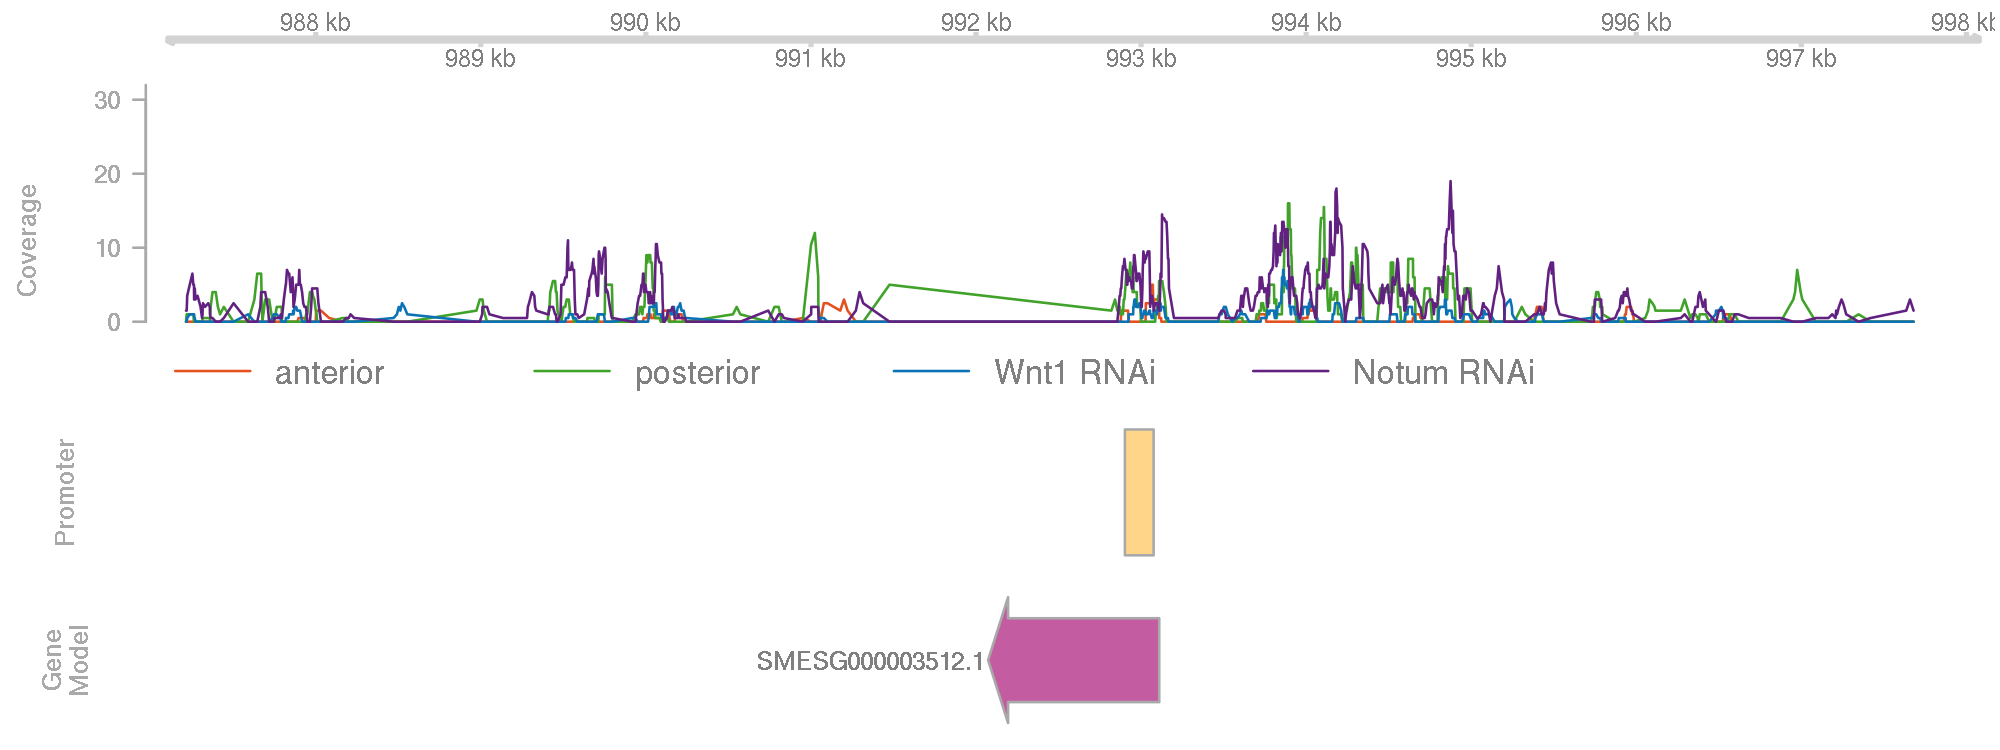 988 kb 990 kb 992 kb 994 kb 996 kb 998 kb
989 kb 991 kb 993 kb 995 kb 997 kb
30
20
10
0
Coverage
anterior posterior Wnt1 RNAi Notum RNAi
Promoter
Gene
Model
SMESG000003512.1